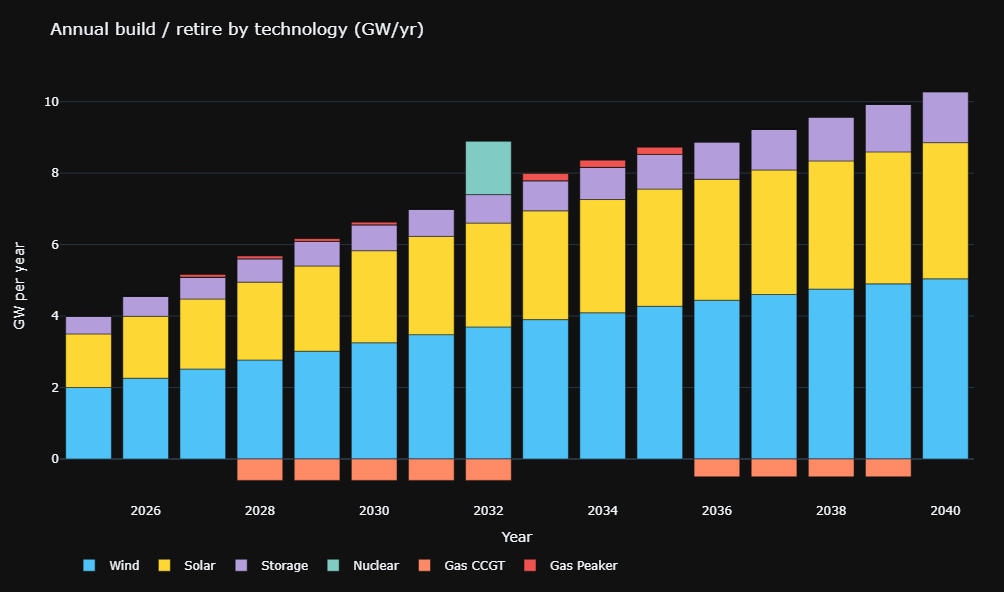 Annual build / retire by technology (GW/yr)
10
8
6
4
2
0
GW per year
2026 2028 2030 2032 2034 2036 2038 2040
Year
Wind Solar Storage Nuclear Gas CCGT Gas Peaker